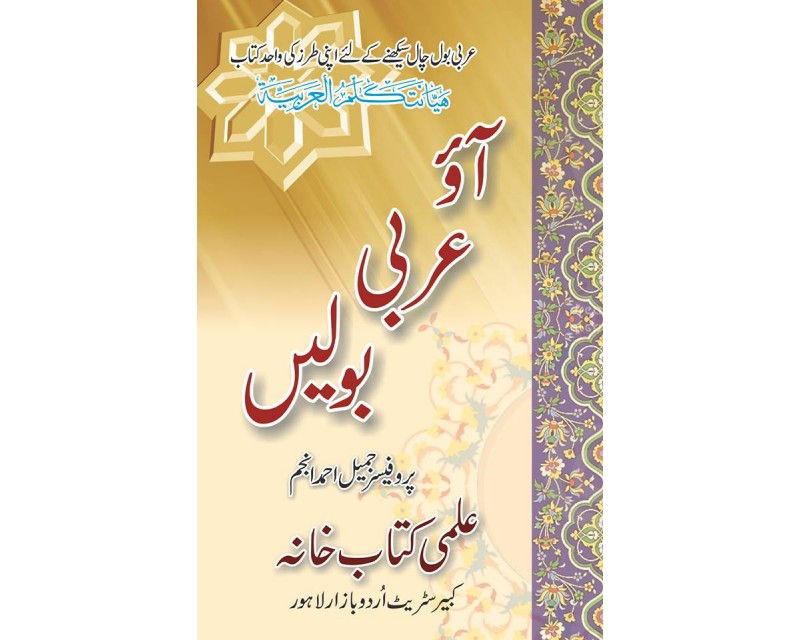 عربی بول چال سیکھنے کے لئے اپنی طرز کی واحد کتاب
هيا نتكلم العربية
آؤ
عربی
بولیں
پروفیسر جمیل احمد انجم
علمی کتاب خانہ
کبیر سٹریٹ اُردو بازار لاہور